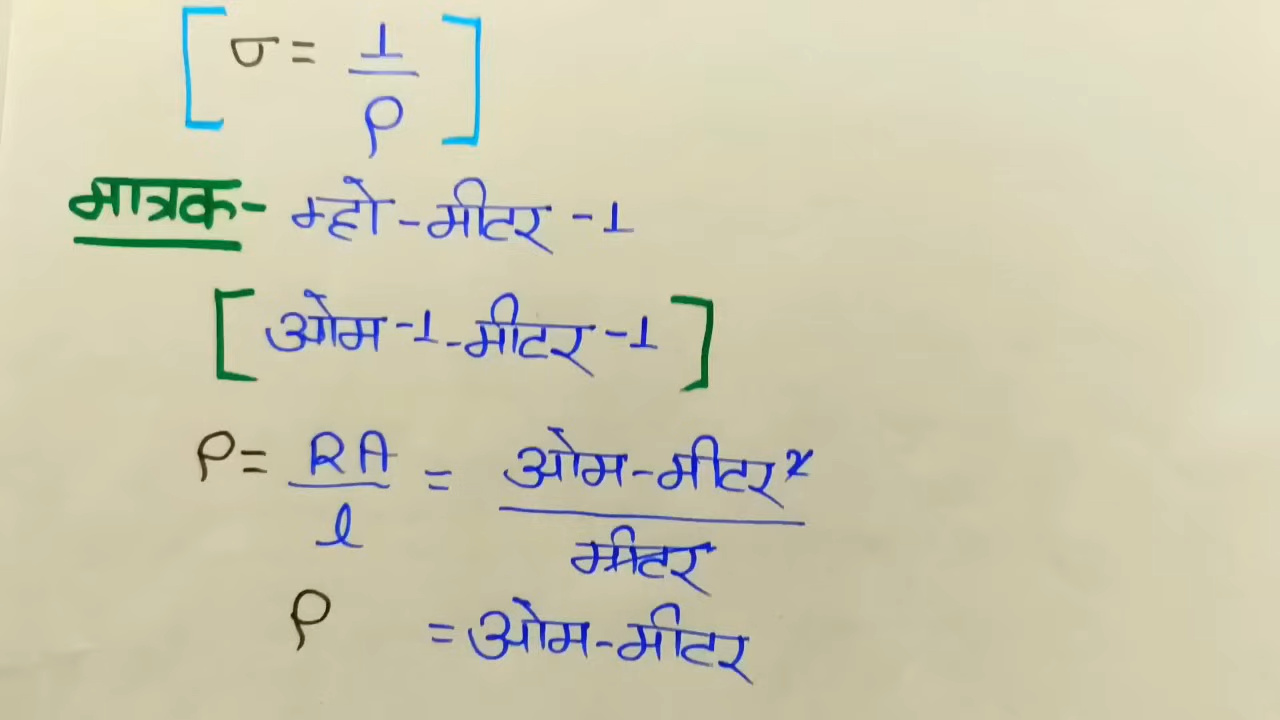 [σ = 1/ρ]
मात्रक- म्हो-मीटर-1
[ओम-1-मीटर-1]
ρ = RA/l = ओम-मीटर²/मीटर
ρ = ओम-मीटर